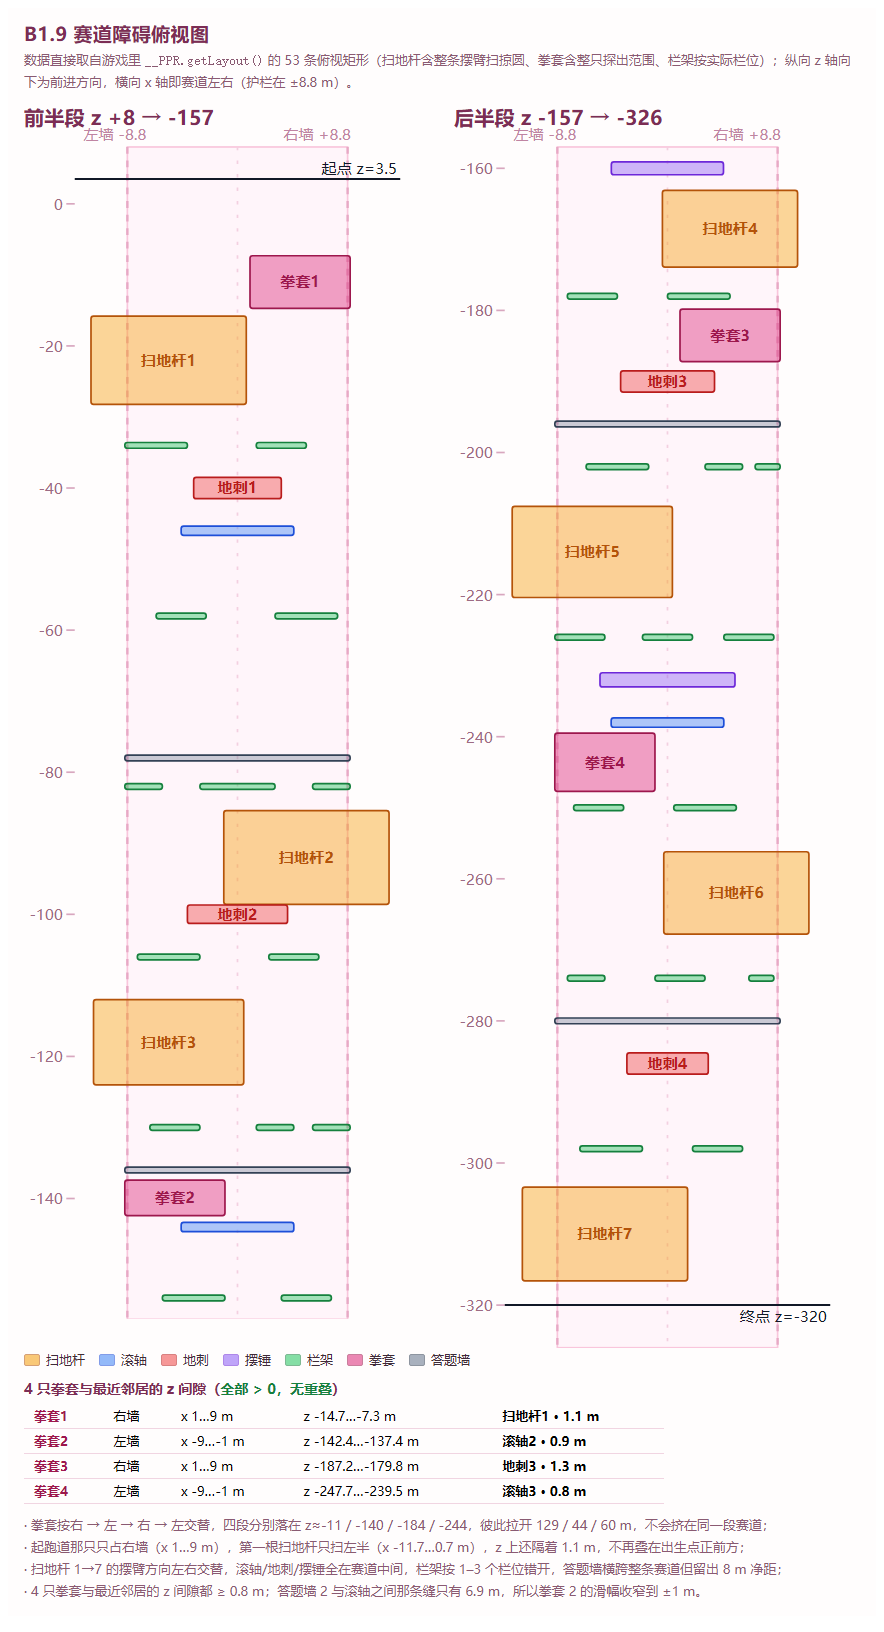 B1.9 赛道障碍俯视图
数据直接取自游戏里 __PPR.getLayout() 的 53 条俯视矩形（扫地杆含整条摆臂扫掠圆、拳套含整只探出范围、栏架按实际栏位）；纵向 z 轴向
下为前进方向，横向 x 轴即赛道左右（护栏在 ±8.8 m）。
前半段 z +8 → -157
左墙 -8.8
右墙 +8.8
起点 z=3.5
0
拳套1
-20
扫地杆1
-40
地刺1
-60
-80
扫地杆2
-100
地刺2
扫地杆3
-120
-140
拳套2
后半段 z -157 → -326
左墙 -8.8
右墙 +8.8
-160
扫地杆4
-180
拳套3
地刺3
-200
扫地杆5
-220
-240
拳套4
-260
扫地杆6
-280
地刺4
-300
扫地杆7
-320
终点 z=-320
扫地杆 滚轴 地刺 摆锤 栏架 拳套 答题墙
4 只拳套与最近邻居的 z 间隙（全部 > 0，无重叠）
拳套1 右墙 x 1…9 m z -14.7…-7.3 m 扫地杆1 • 1.1 m
拳套2 左墙 x -9…-1 m z -142.4…-137.4 m 滚轴2 • 0.9 m
拳套3 右墙 x 1…9 m z -187.2…-179.8 m 地刺3 • 1.3 m
拳套4 左墙 x -9…-1 m z -247.7…-239.5 m 滚轴3 • 0.8 m
· 拳套按右 → 左 → 右 → 左交替，四段分别落在 z≈-11 / -140 / -184 / -244，彼此拉开 129 / 44 / 60 m，不会挤在同一段赛道；
· 起跑道那只只占右墙（x 1…9 m），第一根扫地杆只扫左半（x -11.7…0.7 m），z 上还隔着 1.1 m，不再叠在出生点正前方；
· 扫地杆 1→7 的摆臂方向左右交替，滚轴/地刺/摆锤全在赛道中间，栏架按 1–3 个栏位错开，答题墙横跨整条赛道但留出 8 m 净距；
· 4 只拳套与最近邻居的 z 间隙都 ≥ 0.8 m；答题墙 2 与滚轴之间那条缝只有 6.9 m，所以拳套 2 的滑幅收窄到 ±1 m。